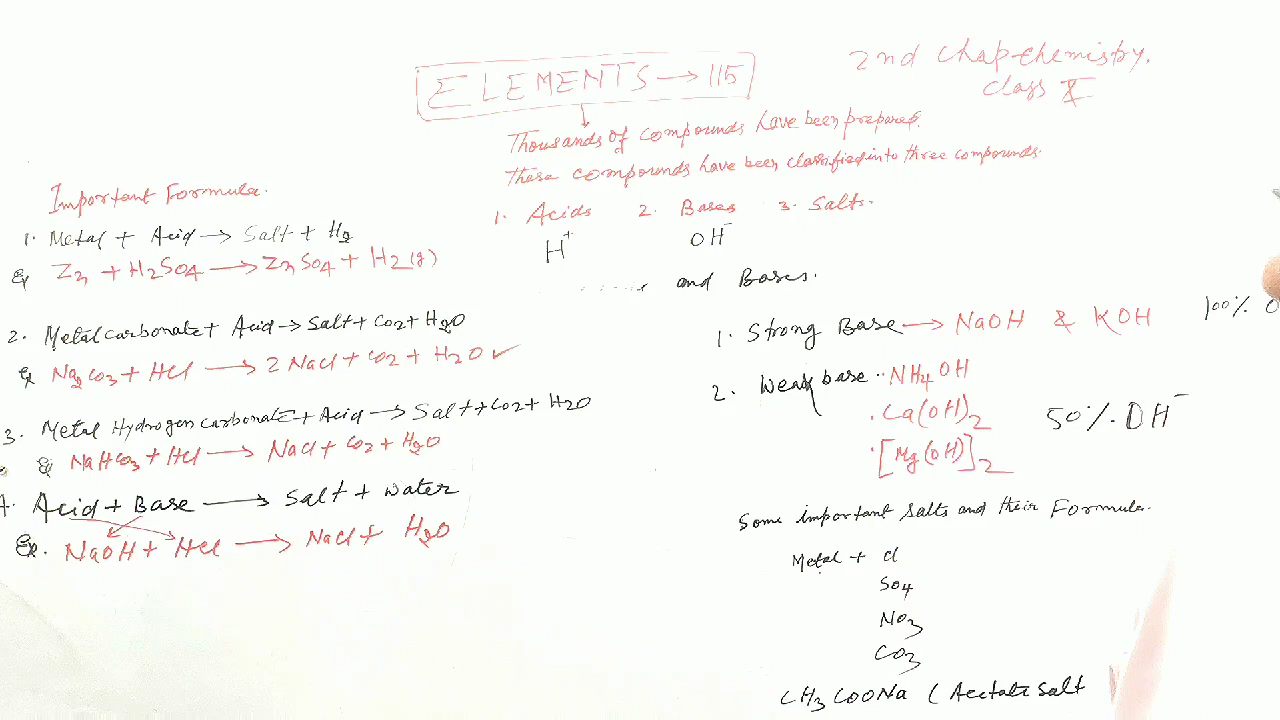 ELEMENTS → 115
2nd Chap-chemistry.
class X
Thousands of compounds have been prepared.
These compounds have been classified into three compounds.
1. Acids 2. Bases 3. Salts.
H⁺ OH⁻
Important Formula.
1. Metal + Acid → Salt + H2
Ex Zn + H2SO4 → ZnSO4 + H2(g)
2. Metal carbonate + Acid → Salt + CO2 + H2O
Ex Na2CO3 + HCl → 2 NaCl + CO2 + H2O ✓
3. Metal Hydrogen carbonate + Acid → Salt + CO2 + H2O
Ex NaHCO3 + HCl → NaCl + CO2 + H2O
4. Acid + Base → Salt + water
Ex. NaOH + HCl → NaCl + H2O
and Bases.
1. Strong Base → NaOH & KOH 100%
2. Weak base · NH4OH
· Ca(OH)2 50% OH⁻
· [Mg(OH)]2
Some important salts and their Formula.
Metal + Cl
SO4
NO3
CO3
CH3COONa (Acetate salt